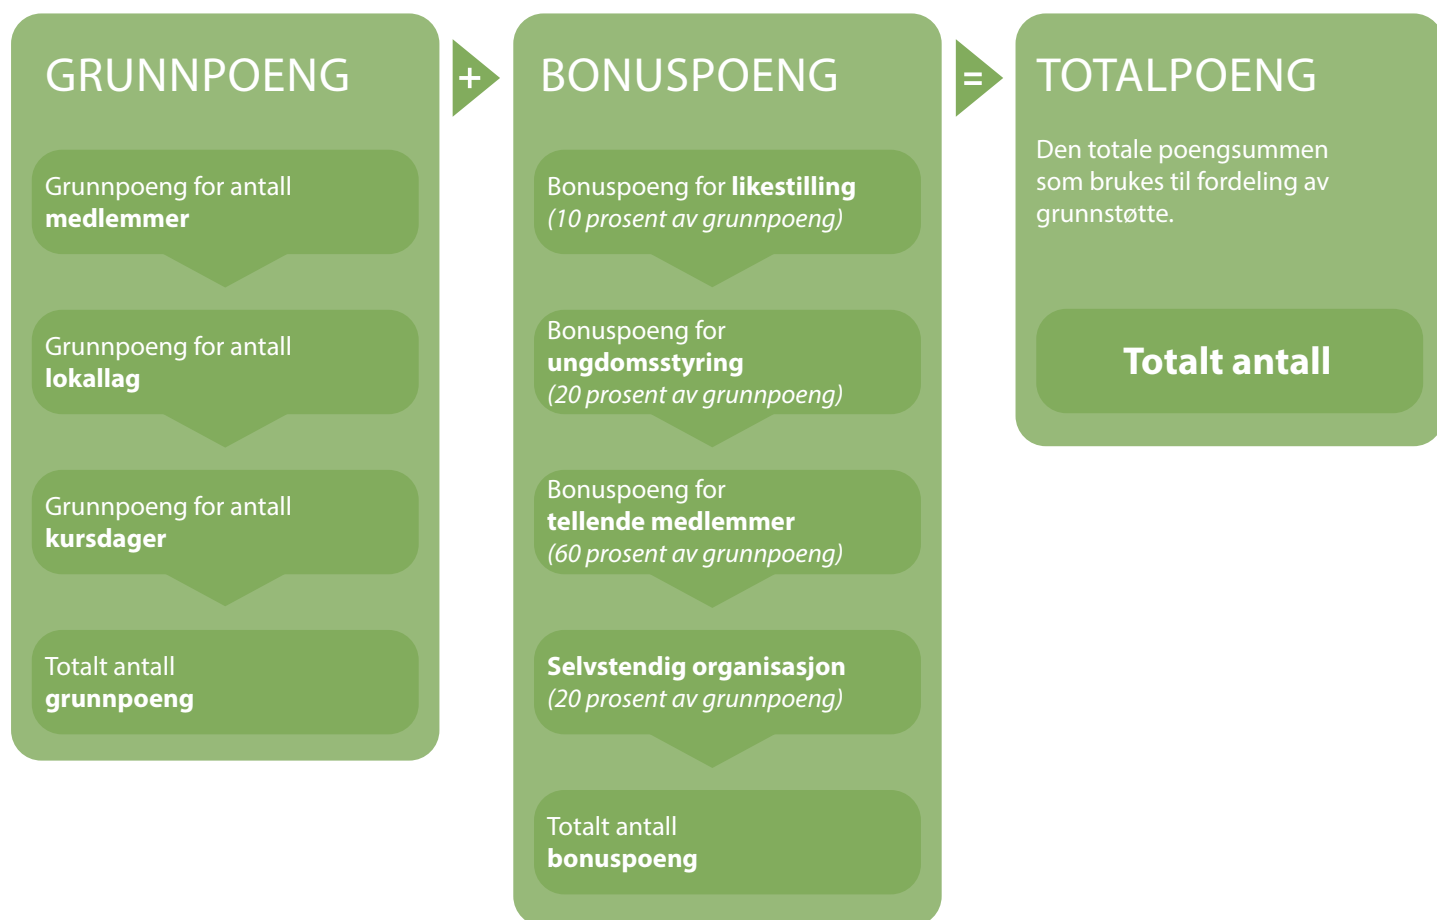 GRUNNPOENG
Grunnpoeng for antall
medlemmer
Grunnpoeng for antall
lokallag
Grunnpoeng for antall
kursdager
Totalt antall
grunnpoeng
+
BONUSPOENG
Bonuspoeng for likestilling
(10 prosent av grunnpoeng)
Bonuspoeng for
ungdomsstyring
(20 prosent av grunnpoeng)
Bonuspoeng for
tellende medlemmer
(60 prosent av grunnpoeng)
Selvstendig organisasjon
(20 prosent av grunnpoeng)
Totalt antall
bonuspoeng
=
TOTALPOENG
Den totale poengsummen
som brukes til fordeling av
grunnstøtte.
Totalt antall